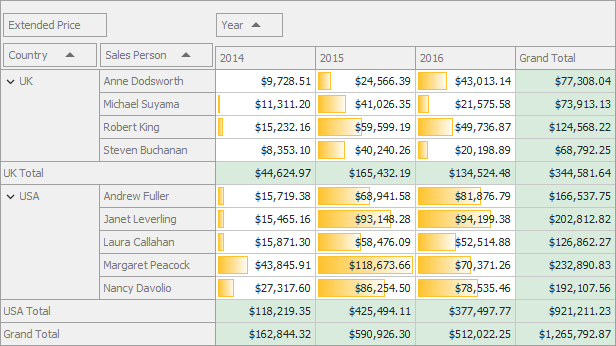 Extended Price Year
Country Sales Person 2014 2015 2016 Grand Total
UK Anne Dodsworth $9,728.51 $24,566.39 $43,013.14 $77,308.04
Michael Suyama $11,311.20 $41,026.35 $21,575.58 $73,913.13
Robert King $15,232.16 $59,599.19 $49,736.87 $124,568.22
Steven Buchanan $8,353.10 $40,240.26 $20,198.89 $68,792.25
UK Total $44,624.97 $165,432.19 $134,524.48 $344,581.64
USA Andrew Fuller $15,719.38 $68,941.58 $81,876.79 $166,537.75
Janet Leverling $15,465.16 $93,148.28 $94,199.38 $202,812.82
Laura Callahan $15,871.30 $58,476.09 $52,514.88 $126,862.27
Margaret Peacock $43,845.91 $118,673.66 $70,371.26 $232,890.83
Nancy Davolio $27,317.60 $86,254.50 $78,535.46 $192,107.56
USA Total $118,219.35 $425,494.11 $377,497.77 $921,211.23
Grand Total $162,844.32 $590,926.30 $512,022.25 $1,265,792.87